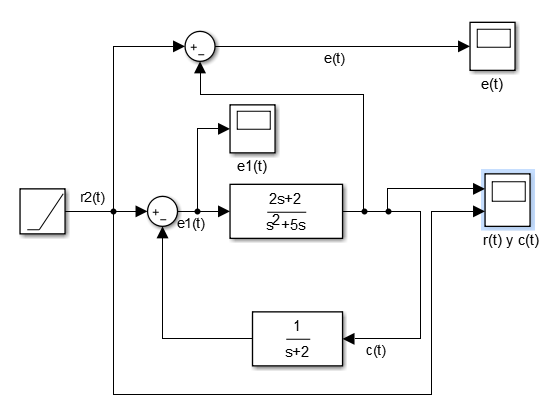 +
−
e(t)
e(t)
e1(t)
r2(t)
+
−
e1(t)
2s+2
s²+5s
r(t) y c(t)
1
s+2
c(t)